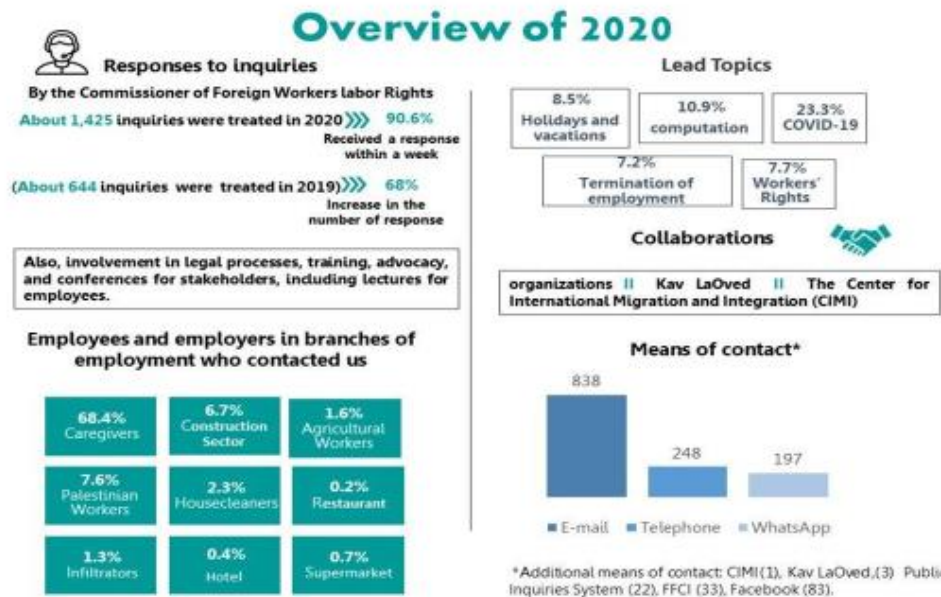 Overview of 2020
Responses to inquiries
By the Commissioner of Foreign Workers labor Rights
About 1,425 inquiries were treated in 2020
90.6%
Received a response
within a week
(About 644 inquiries were treated in 2019)
68%
Increase in the
number of response
Also, involvement in legal processes, training, advocacy,
and conferences for stakeholders, including lectures for
employees.
Employees and employers in branches of
employment who contacted us
68.4%
Caregivers
6.7%
Construction
Sector
1.6%
Agricultural
Workers
7.6%
Palestinian
Workers
2.3%
Housecleaners
0.2%
Restaurant
1.3%
Infiltrators
0.4%
Hotel
0.7%
Supermarket
Lead Topics
8.5%
Holidays and
vacations
10.9%
computation
23.3%
COVID-19
7.2%
Termination of
employment
7.7%
Workers'
Rights
Collaborations
organizations II Kav LaOved II The Center for
International Migration and Integration (CIMI)
Means of contact*
838
248
197
E-mail Telephone WhatsApp
*Additional means of contact: CIMI(1), Kav LaOved,(3) Publi
Inquiries System (22), FFCI (33), Facebook (83).